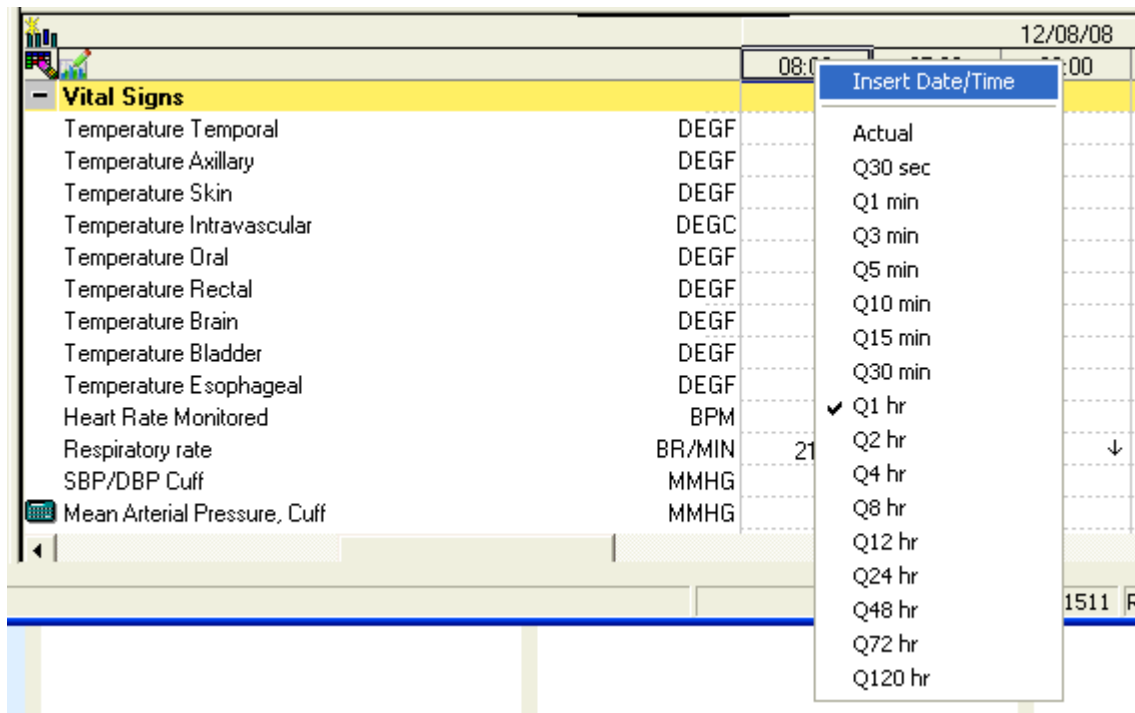 12/08/08
:00
Vital Signs
Temperature Temporal DEGF
Temperature Axillary DEGF
Temperature Skin DEGF
Temperature Intravascular DEGC
Temperature Oral DEGF
Temperature Rectal DEGF
Temperature Brain DEGF
Temperature Bladder DEGF
Temperature Esophageal DEGF
Heart Rate Monitored BPM
Respiratory rate BR/MIN 21
SBP/DBP Cuff MMHG
Mean Arterial Pressure, Cuff MMHG
Insert Date/Time
Actual
Q30 sec
Q1 min
Q3 min
Q5 min
Q10 min
Q15 min
Q30 min
Q1 hr
Q2 hr
Q4 hr
Q8 hr
Q12 hr
Q24 hr
Q48 hr
Q72 hr
Q120 hr
1511